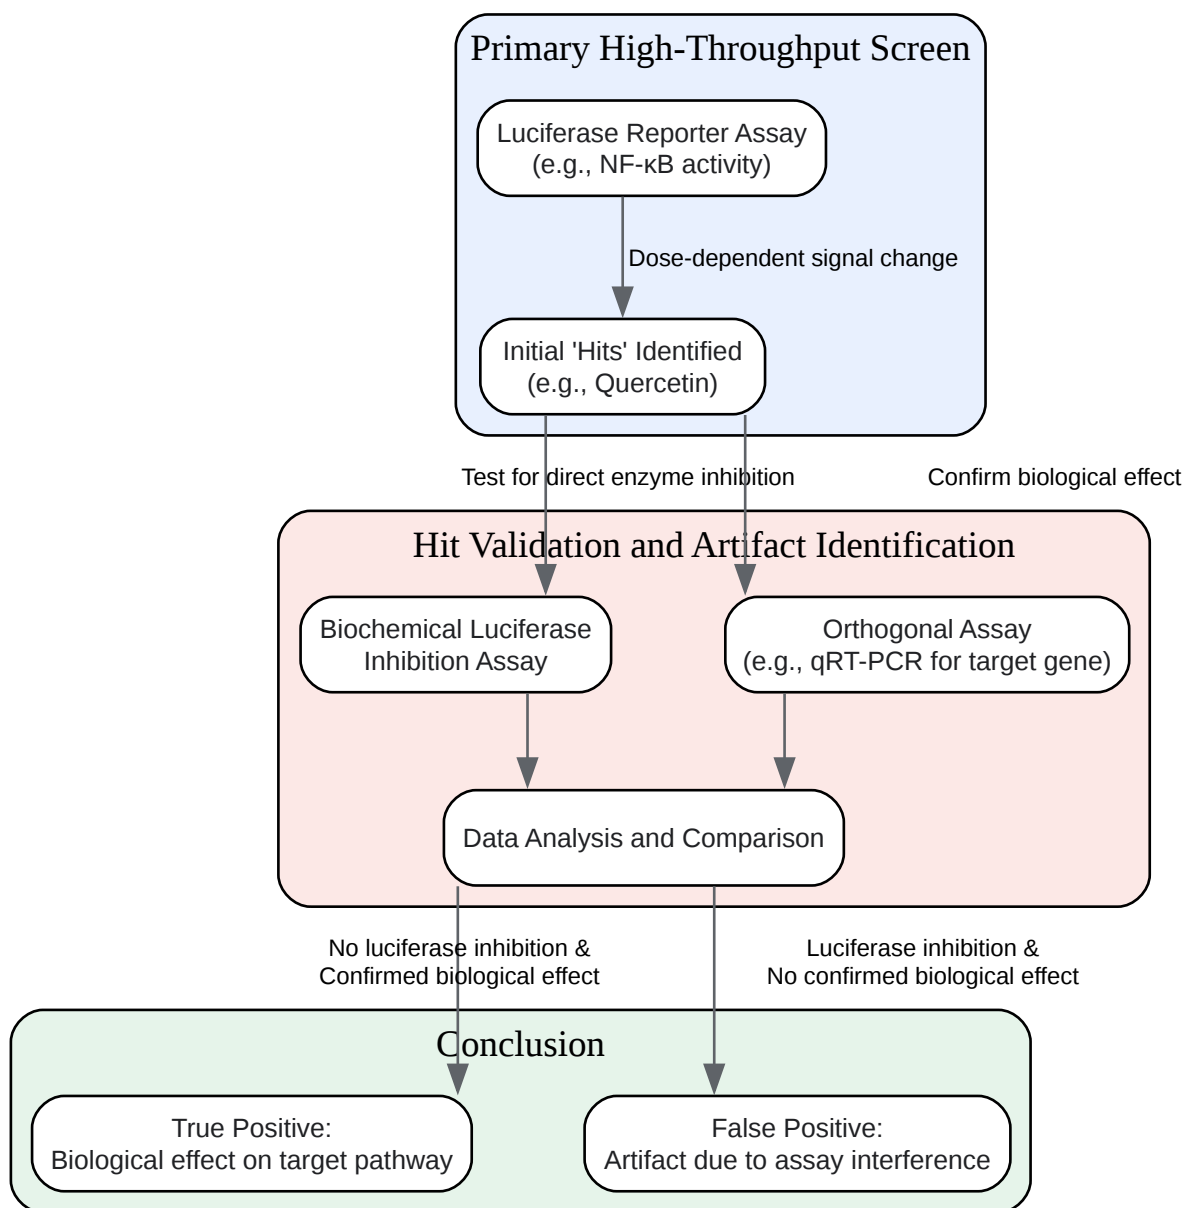 Primary High-Throughput Screen
Luciferase Reporter Assay
(e.g., NF-κB activity)
Dose-dependent signal change
Initial 'Hits' Identified
(e.g., Quercetin)
Test for direct enzyme inhibition
Confirm biological effect
Hit Validation and Artifact Identification
Biochemical Luciferase
Inhibition Assay
Orthogonal Assay
(e.g., qRT-PCR for target gene)
Data Analysis and Comparison
No luciferase inhibition &
Confirmed biological effect
Luciferase inhibition &
No confirmed biological effect
Conclusion
True Positive:
Biological effect on target pathway
False Positive:
Artifact due to assay interference